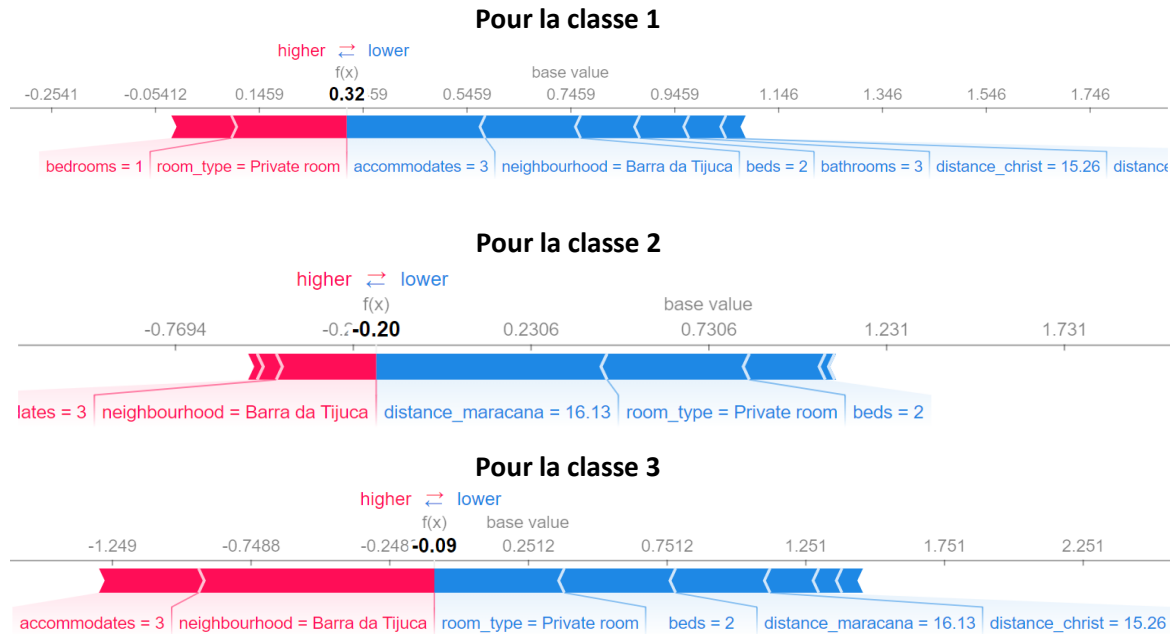 Pour la classe 1
higher ⇄ lower
f(x) base value
-0.2541 -0.05412 0.1459 0.32 59 0.5459 0.7459 0.9459 1.146 1.346 1.546 1.746
bedrooms = 1 room_type = Private room accommodates = 3 neighbourhood = Barra da Tijuca beds = 2 bathrooms = 3 distance_christ = 15.26 distance
Pour la classe 2
higher ⇄ lower
f(x) base value
-0.7694 -0.2 -0.20 0.2306 0.7306 1.231 1.731
lates = 3 neighbourhood = Barra da Tijuca distance_maracana = 16.13 room_type = Private room beds = 2
Pour la classe 3
higher ⇄ lower
f(x) base value
-1.249 -0.7488 -0.248 -0.09 0.2512 0.7512 1.251 1.751 2.251
accommodates = 3 neighbourhood = Barra da Tijuca room_type = Private room beds = 2 distance_maracana = 16.13 distance_christ = 15.26